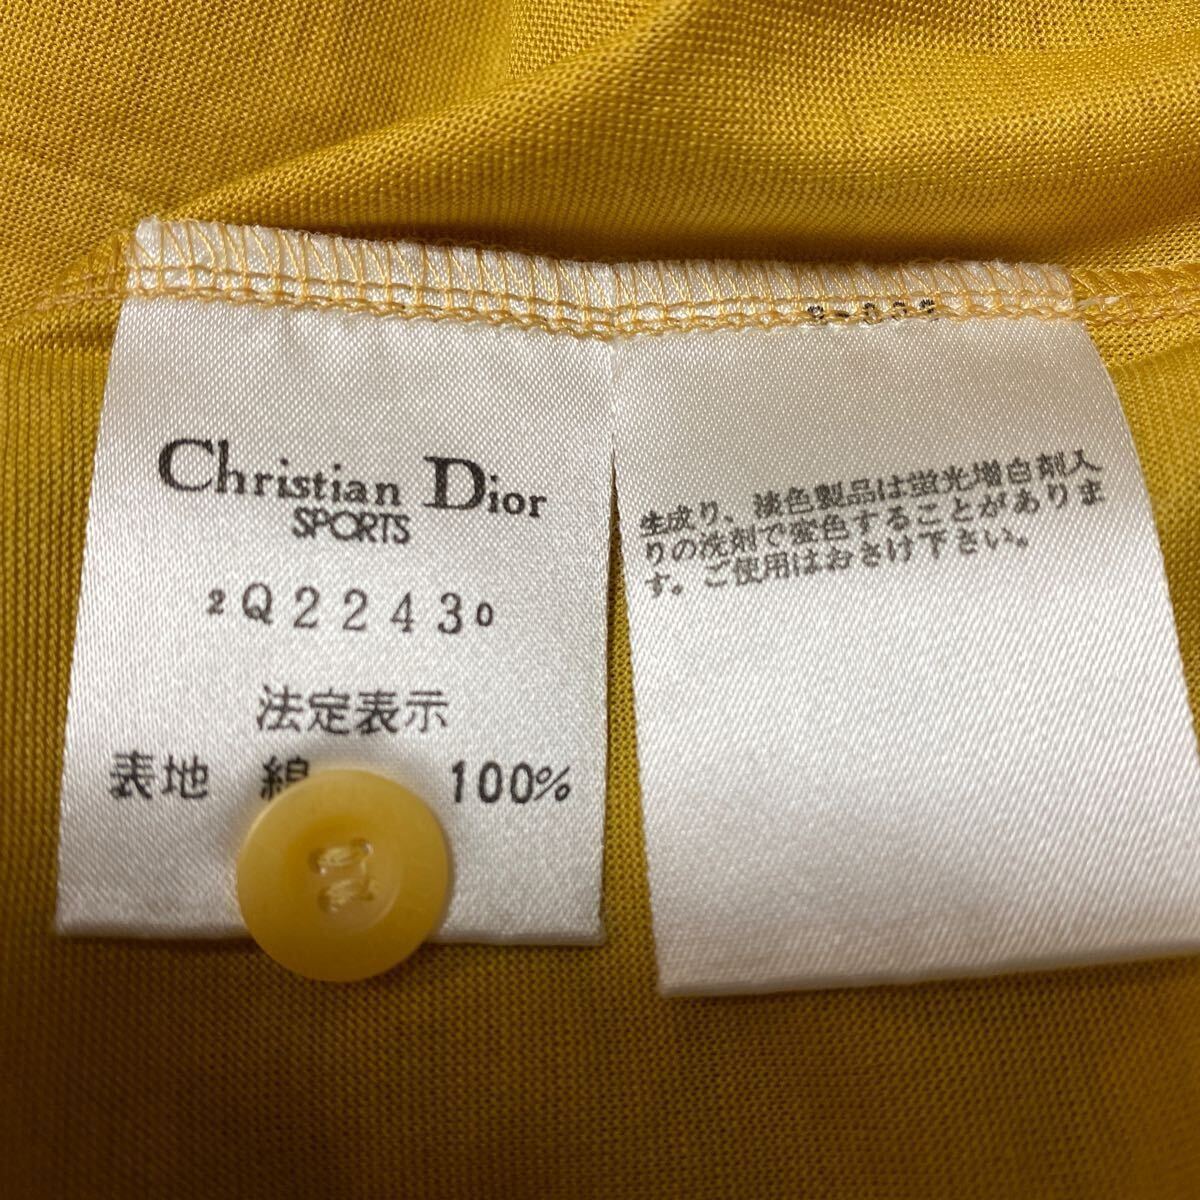 Christian Dior
SPORTS
2Q22430
法定表示
表地 綿 100%
生成り、淡色製品は蛍光増白剤入
りの洗剤で変色することがありま
す。ご使用はおさけ下さい。